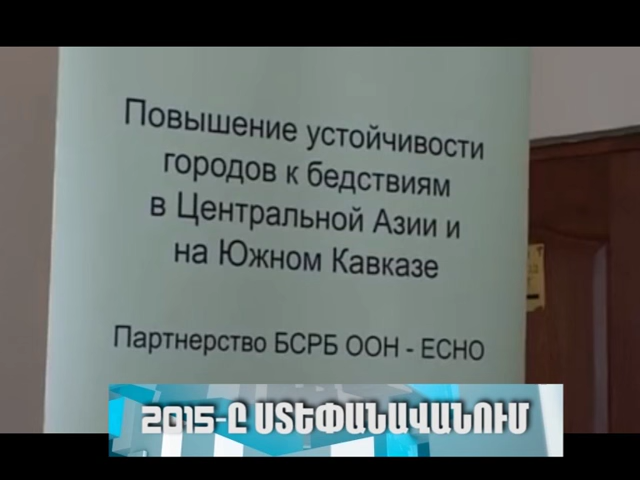 Повышение устойчивости
городов к бедствиям
в Центральной Азии и
на Южном Кавказе
Партнерство БСРБ ООН - ECHO
2015-Ը ՍՏԵՓԱՆԱՎԱՆՈՒՄ